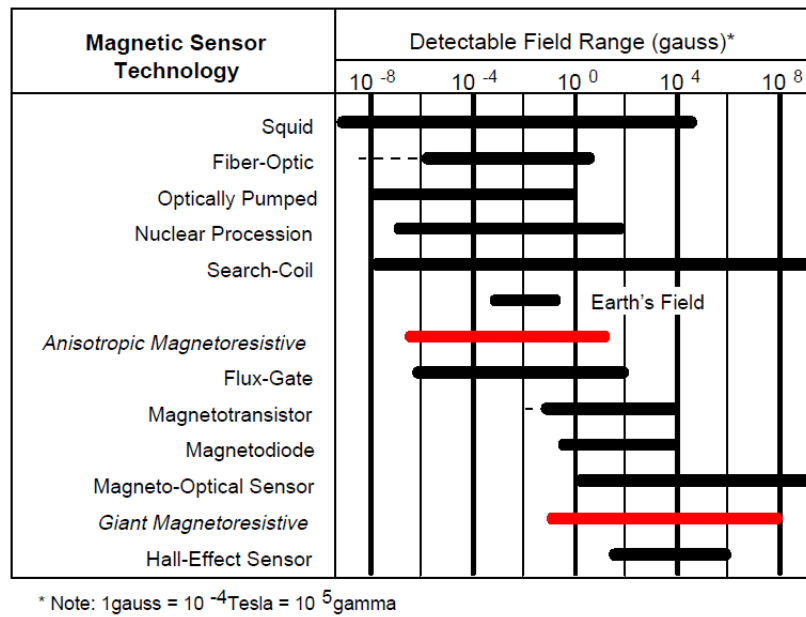 Magnetic Sensor
Technology
Detectable Field Range (gauss)*
10 -8 10 -4 10 0 10 4 10 8
Squid
Fiber-Optic
Optically Pumped
Nuclear Procession
Search-Coil
Earth's Field
Anisotropic Magnetoresistive
Flux-Gate
Magnetotransistor
Magnetodiode
Magneto-Optical Sensor
Giant Magnetoresistive
Hall-Effect Sensor
* Note: 1gauss = 10 -4Tesla = 10 5gamma